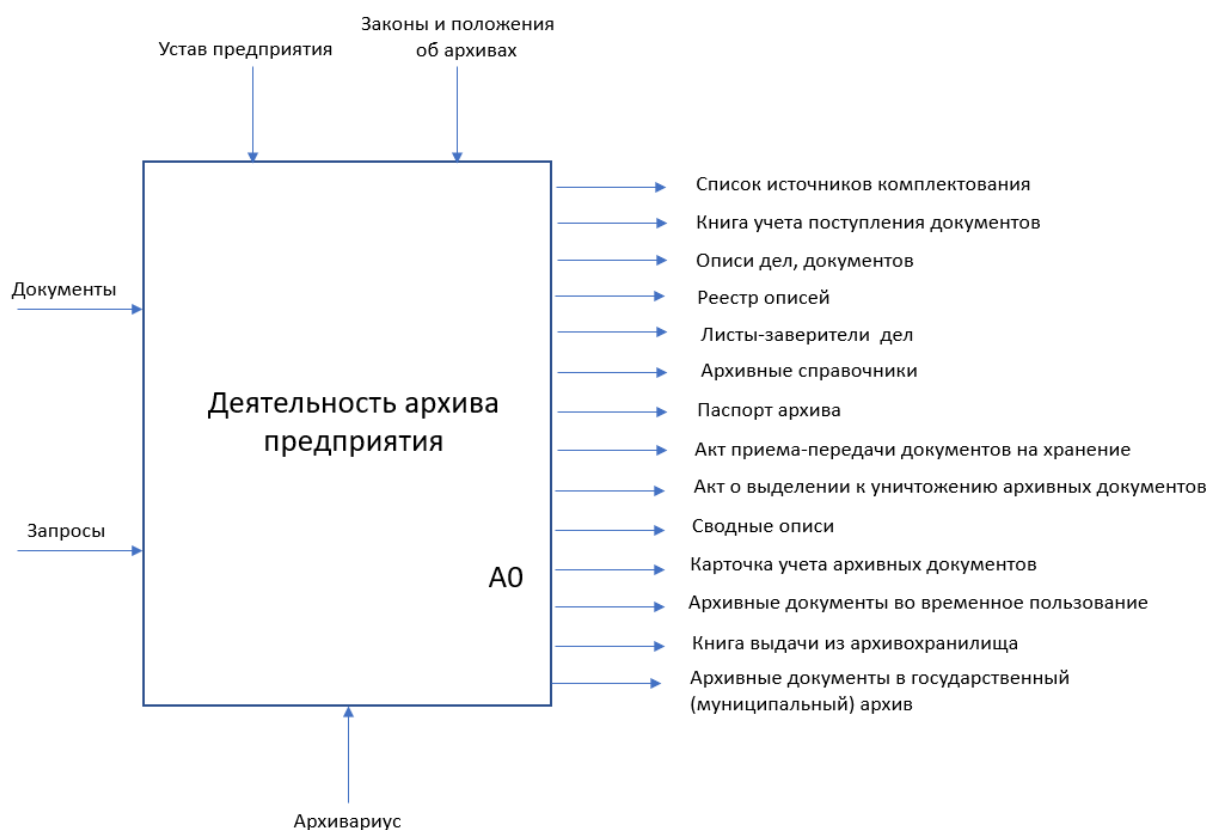 Законы и положения
об архивах
Устав предприятия
Список источников комплектования
Книга учета поступления документов
Описи дел, документов
Документы
Реестр описей
Листы-заверители дел
Архивные справочники
Деятельность архива
предприятия
Паспорт архива
Акт приема-передачи документов на хранение
Акт о выделении к уничтожению архивных документов
Запросы
Сводные описи
Карточка учета архивных документов
А0
Архивные документы во временное пользование
Книга выдачи из архивохранилища
Архивные документы в государственный
(муниципальный) архив
Архивариус